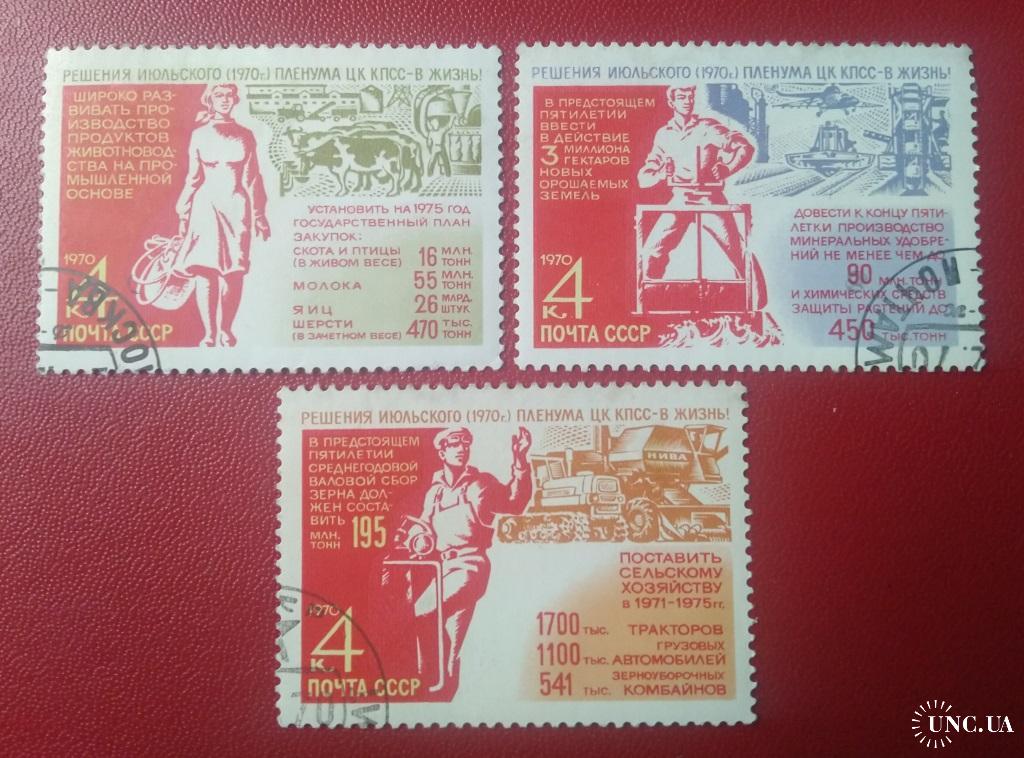 РЕШЕНИЯ ИЮЛЬСКОГО (1970г.) ПЛЕНУМА ЦК КПСС-В ЖИЗНЬ!
ШИРОКО РАЗ-
ВИВАТЬ ПРО-
ИЗВОДСТВО
ПРОДУКТОВ
ЖИВОТНОВОД-
СТВА НА ПРО-
МЫШЛЕННОЙ
ОСНОВЕ
УСТАНОВИТЬ НА 1975 ГОД
ГОСУДАРСТВЕННЫЙ ПЛАН
ЗАКУПОК:
СКОТА И ПТИЦЫ
(В ЖИВОМ ВЕСЕ) 16 МЛН. ТОНН
МОЛОКА 55 МЛН. ТОНН
ЯИЦ 26 МЛРД. ШТУК
ШЕРСТИ
(В ЗАЧЕТНОМ ВЕСЕ) 470 ТЫС. ТОНН
1970
4 К.
ПОЧТА СССР
МОСКВА
РЕШЕНИЯ ИЮЛЬСКОГО (1970г.) ПЛЕНУМА ЦК КПСС-В ЖИЗНЬ!
В ПРЕДСТОЯЩЕМ
ПЯТИЛЕТИИ
ВВЕСТИ
В ДЕЙСТВИЕ
3 МИЛЛИОНА
ГЕКТАРОВ
НОВЫХ
ОРОШАЕМЫХ
ЗЕМЕЛЬ
ДОВЕСТИ К КОНЦУ ПЯТИ-
ЛЕТКИ ПРОИЗВОДСТВО
МИНЕРАЛЬНЫХ УДОБРЕ-
НИЙ НЕ МЕНЕЕ ЧЕМ ДО
90 МЛН. ТОНН
И ХИМИЧЕСКИХ СРЕДСТВ
ЗАЩИТЫ РАСТЕНИЙ ДО
450 ТЫС. ТОНН
1970
4 К.
ПОЧТА СССР
РЕШЕНИЯ ИЮЛЬСКОГО (1970г.) ПЛЕНУМА ЦК КПСС-В ЖИЗНЬ!
В ПРЕДСТОЯЩЕМ
ПЯТИЛЕТИИ
СРЕДНЕГОДОВОЙ
ВАЛОВОЙ СБОР
ЗЕРНА ДОЛ-
ЖЕН СОСТА-
ВИТЬ
МЛН. ТОНН 195
НИВА
ПОСТАВИТЬ
СЕЛЬСКОМУ
ХОЗЯЙСТВУ
в 1971-1975гг.
1700 ТЫС. ТРАКТОРОВ
1100 ТЫС. ГРУЗОВЫХ АВТОМОБИЛЕЙ
541 ТЫС. ЗЕРНОУБОРОЧНЫХ КОМБАЙНОВ
1970
4 К.
ПОЧТА СССР
UNC.UA